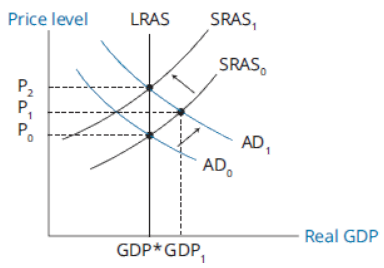 Price level
LRAS
SRAS₁
SRAS₀
P₂
P₁
P₀
AD₁
AD₀
Real GDP
GDP* GDP₁